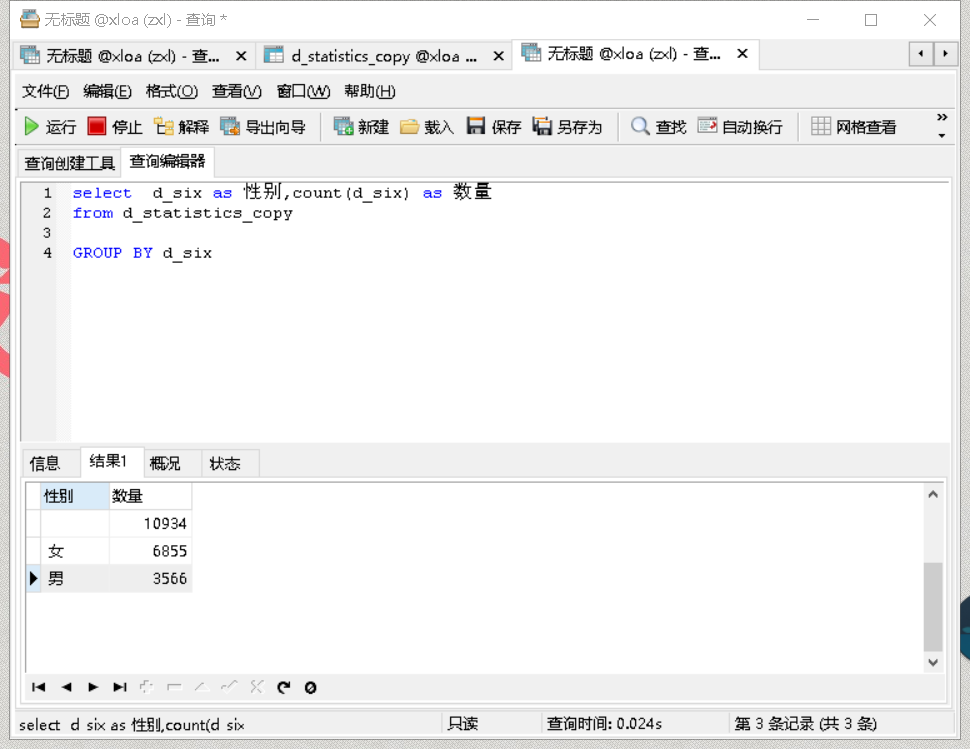 无标题 @xloa (zxl) - 查询 *
无标题 @xloa (zxl) - 查... d_statistics_copy @xloa ... 无标题 @xloa (zxl) - 查...
文件(F) 编辑(E) 格式(O) 查看(V) 窗口(W) 帮助(H)
运行 停止 解释 导出向导 新建 载入 保存 另存为 查找 自动换行 网格查看 »
查询创建工具 查询编辑器
1 select  d_six as 性别,count(d_six) as 数量
2 from d_statistics_copy
3
4 GROUP BY d_six
信息 结果1 概况 状态
性别 数量
10934
女 6855
男 3566
select  d_six as 性别,count(d_six 只读 查询时间: 0.024s 第 3 条记录 (共 3 条)